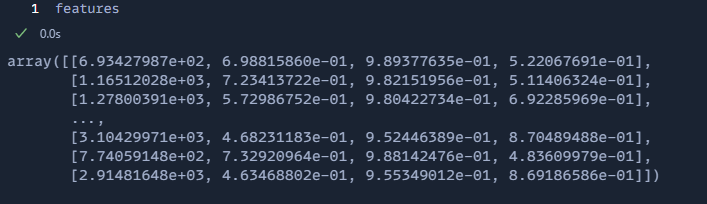 1 features
0.0s
array([[6.93427987e+02, 6.98815860e-01, 9.89377635e-01, 5.22067691e-01],
[1.16512028e+03, 7.23413722e-01, 9.82151956e-01, 5.11406324e-01],
[1.27800391e+03, 5.72986752e-01, 9.80422734e-01, 6.92285969e-01],
...,
[3.10429971e+03, 4.68231183e-01, 9.52446389e-01, 8.70489488e-01],
[7.74059148e+02, 7.32920964e-01, 9.88142476e-01, 4.83609979e-01],
[2.91481648e+03, 4.63468802e-01, 9.55349012e-01, 8.69186586e-01]])